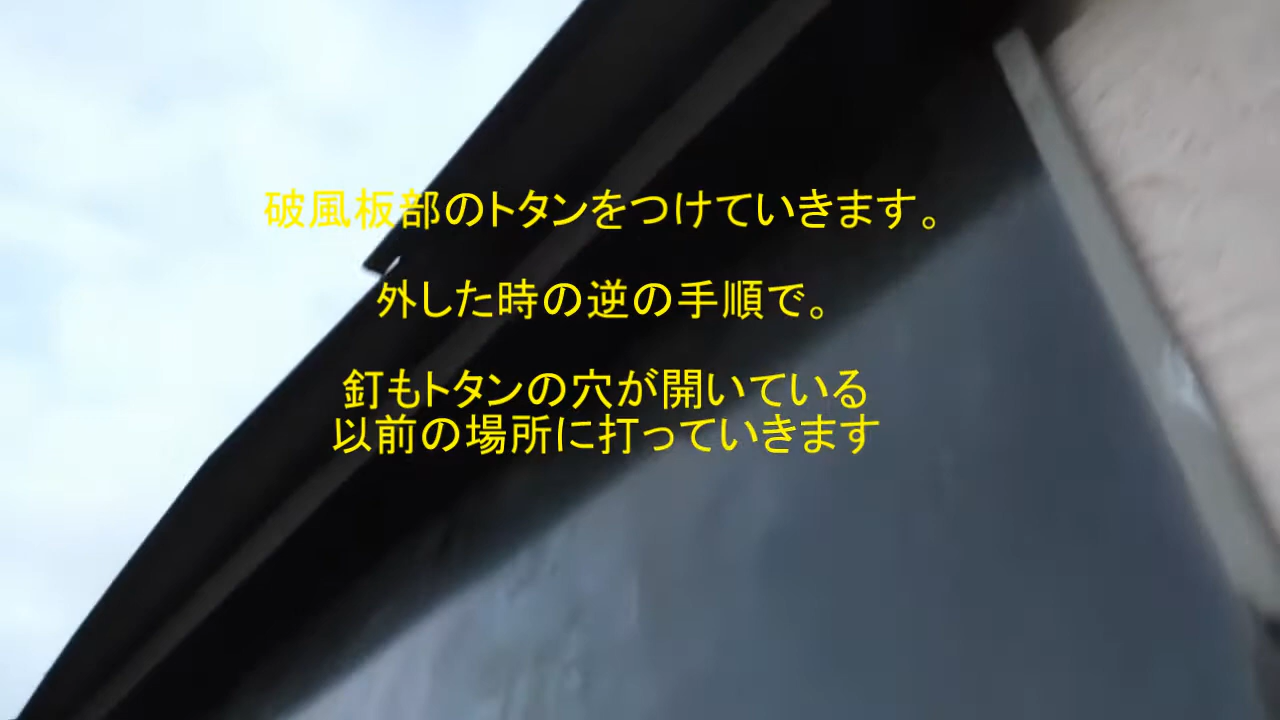 破風板部のトタンをつけていきます。
外した時の逆の手順で。
釘もトタンの穴が開いている
以前の場所に打っていきます